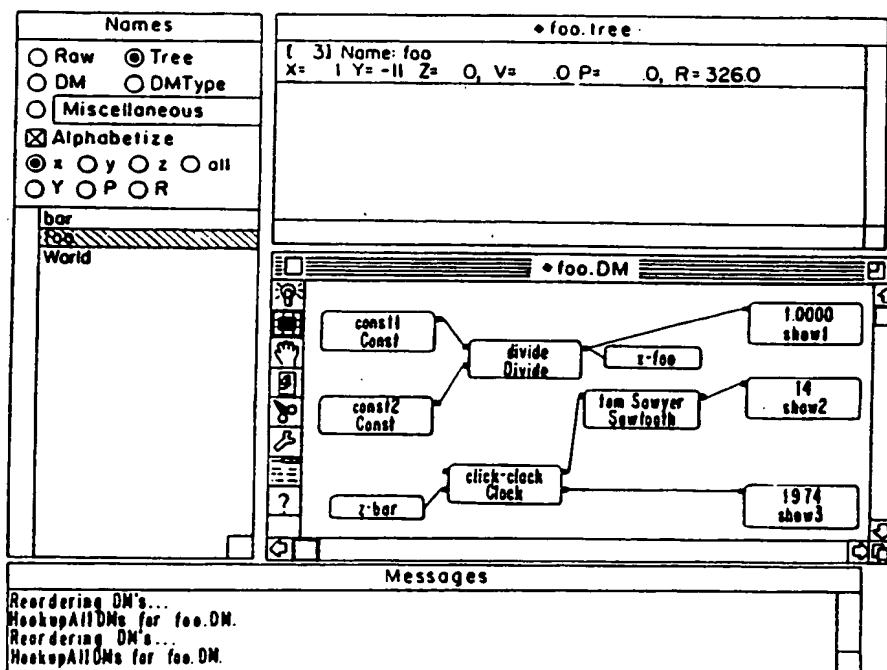 Names
Raw Tree
DM DMType
Miscellaneous
Alphabetize
x y z all
Y P R
bar
foo
World
foo.tree
[ 3] Name: foo
X= 1 Y= -11 Z= 0, V= .0 P= .0, R= 326.0
foo.DM
const1
Const
const2
Const
divide
Divide
x-foo
1.0000
show1
tom Sawyer
Sawtooth
14
show2
click-clack
Clock
z-bar
1974
show3
?
Messages
Reordering DM's...
HookupAllDMs for foo.DM.
Reordering DM's...
HookupAllDMs for foo.DM.